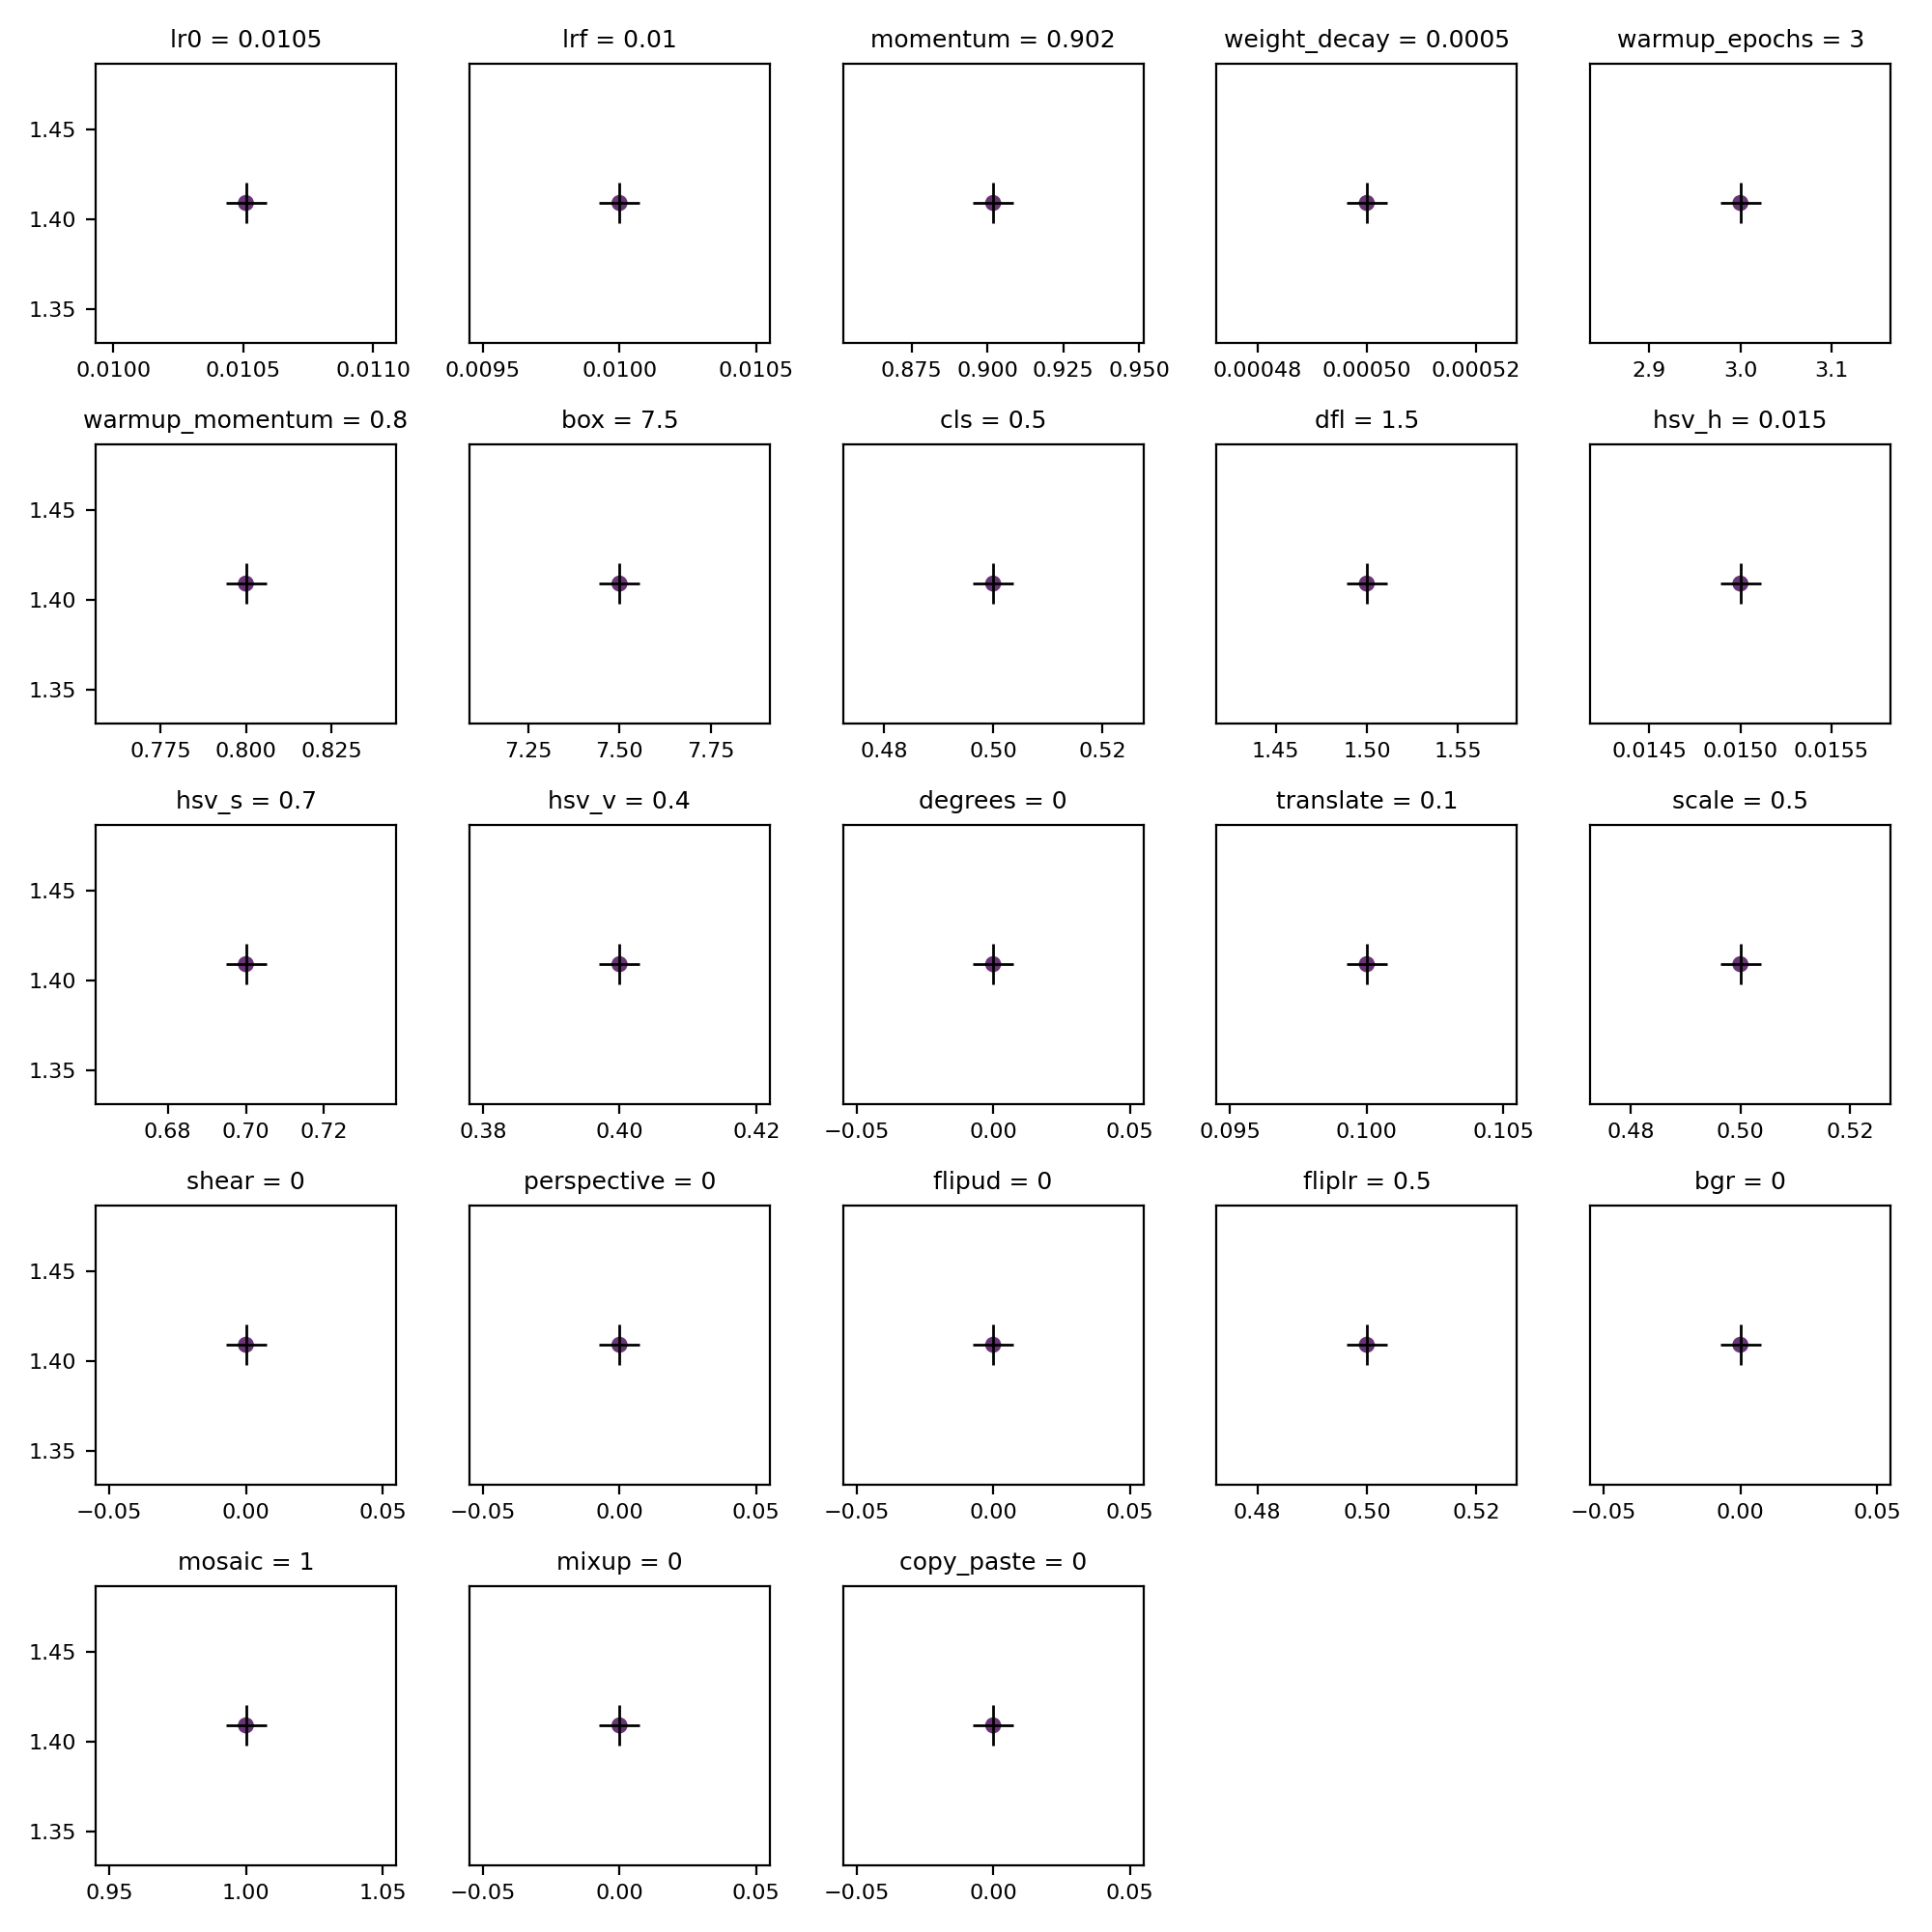 lr0 = 0.0105 lrf = 0.01 momentum = 0.902 weight_decay = 0.0005 warmup_epochs = 3
1.45
1.40
1.35
0.0100 0.0105 0.0110 0.0095 0.0100 0.0105 0.875 0.900 0.925 0.950 0.00048 0.00050 0.00052 2.9 3.0 3.1
warmup_momentum = 0.8 box = 7.5 cls = 0.5 dfl = 1.5 hsv_h = 0.015
1.45
1.40
1.35
0.775 0.800 0.825 7.25 7.50 7.75 0.48 0.50 0.52 1.45 1.50 1.55 0.0145 0.0150 0.0155
hsv_s = 0.7 hsv_v = 0.4 degrees = 0 translate = 0.1 scale = 0.5
1.45
1.40
1.35
0.68 0.70 0.72 0.38 0.40 0.42 −0.05 0.00 0.05 0.095 0.100 0.105 0.48 0.50 0.52
shear = 0 perspective = 0 flipud = 0 fliplr = 0.5 bgr = 0
1.45
1.40
1.35
−0.05 0.00 0.05 −0.05 0.00 0.05 −0.05 0.00 0.05 0.48 0.50 0.52 −0.05 0.00 0.05
mosaic = 1 mixup = 0 copy_paste = 0
1.45
1.40
1.35
0.95 1.00 1.05 −0.05 0.00 0.05 −0.05 0.00 0.05